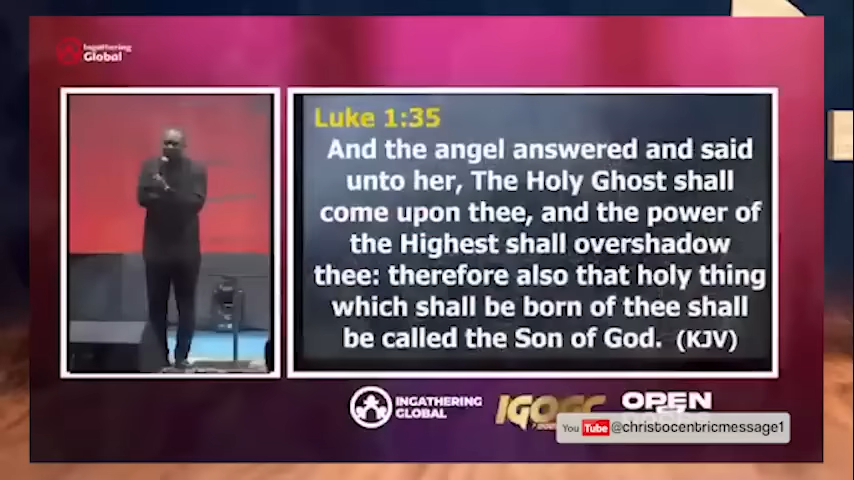 Ingathering
Global
Luke 1:35
And the angel answered and said
unto her, The Holy Ghost shall
come upon thee, and the power of
the Highest shall overshadow
thee: therefore also that holy thing
which shall be born of thee shall
be called the Son of God. (KJV)
INGATHERING
GLOBAL
IGOGC
OPEN
You Tube @christocentricmessage1